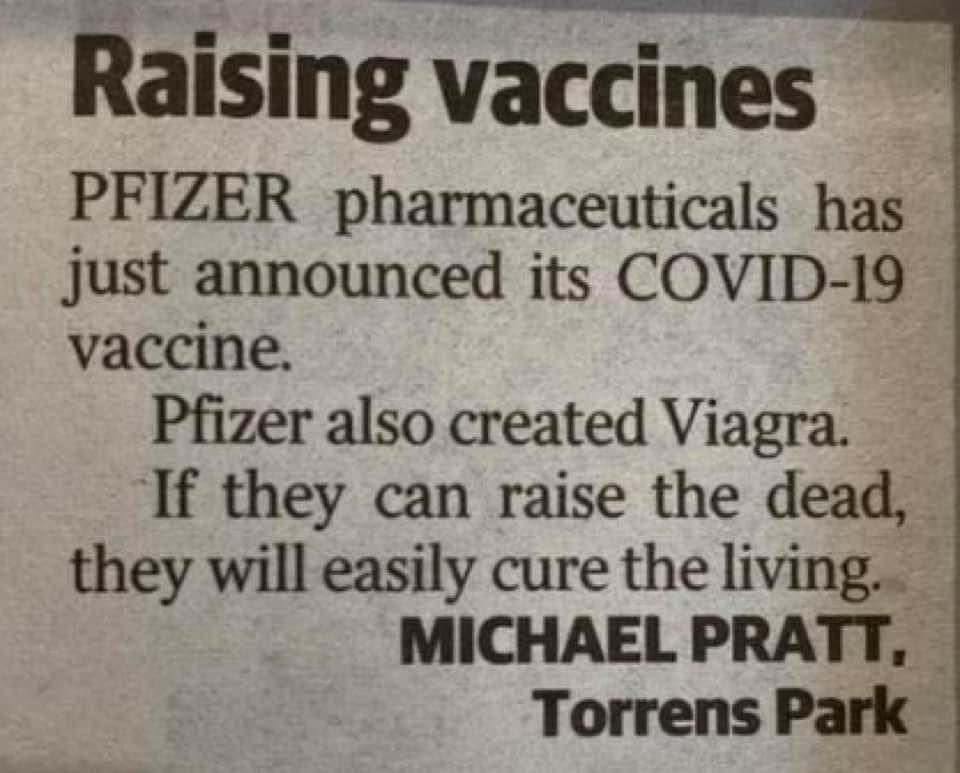 Raising vaccines
PFIZER pharmaceuticals has
just announced its COVID-19
vaccine.
Pfizer also created Viagra.
If they can raise the dead,
they will easily cure the living.
MICHAEL PRATT,
Torrens Park